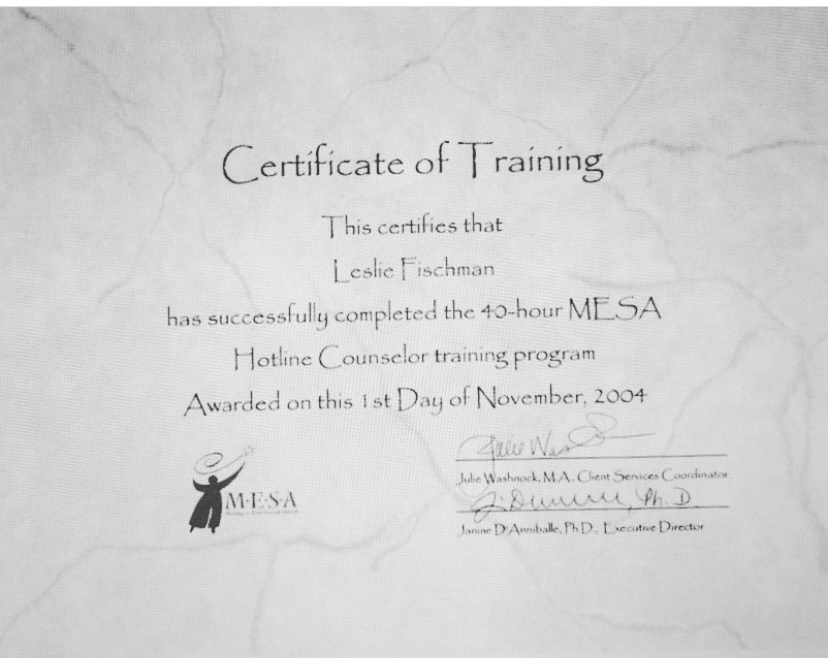 Certificate of Training
This certifies that
Leslie Fischman
has successfully completed the 40-hour MESA
Hotline Counselor training program
Awarded on this 1st Day of November, 2004
Julie Washnock, M.A., Client Services Coordinator
Ph.D.
Janine D'Anniballe, Ph.D., Executive Director
M·E·S·A